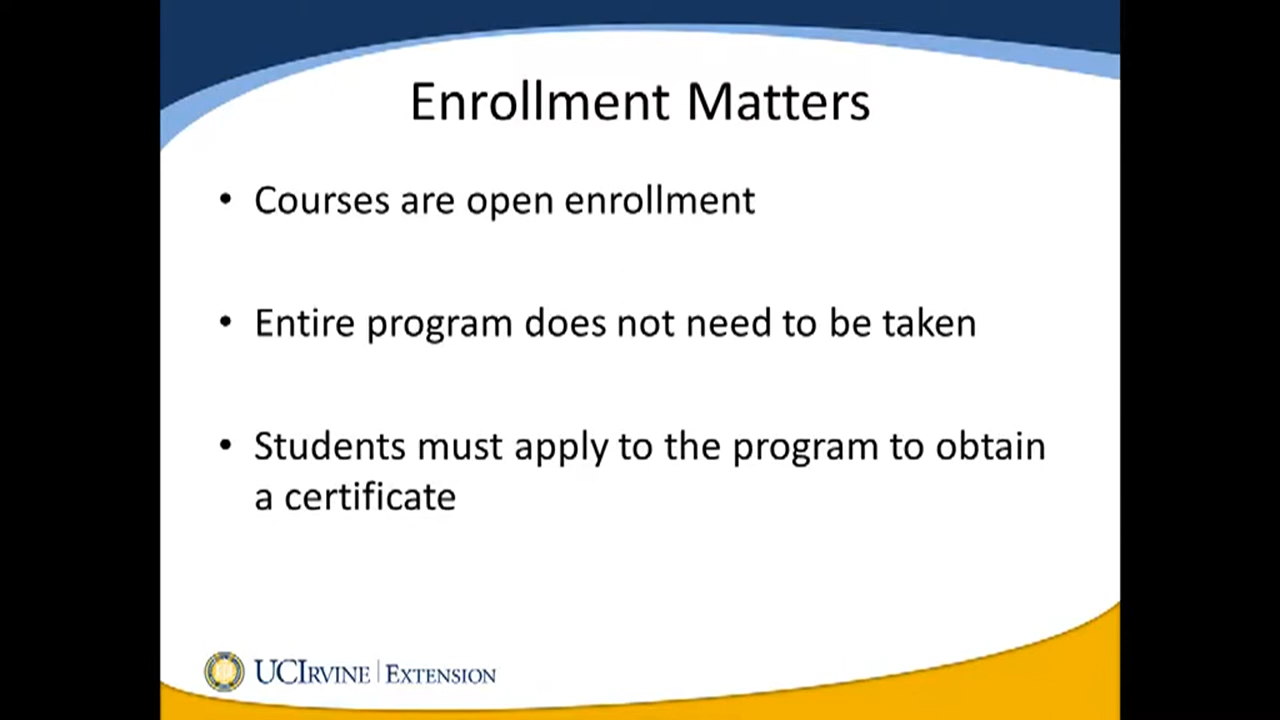 Enrollment Matters
• Courses are open enrollment
• Entire program does not need to be taken
• Students must apply to the program to obtain
a certificate
UCIRVINE | EXTENSION